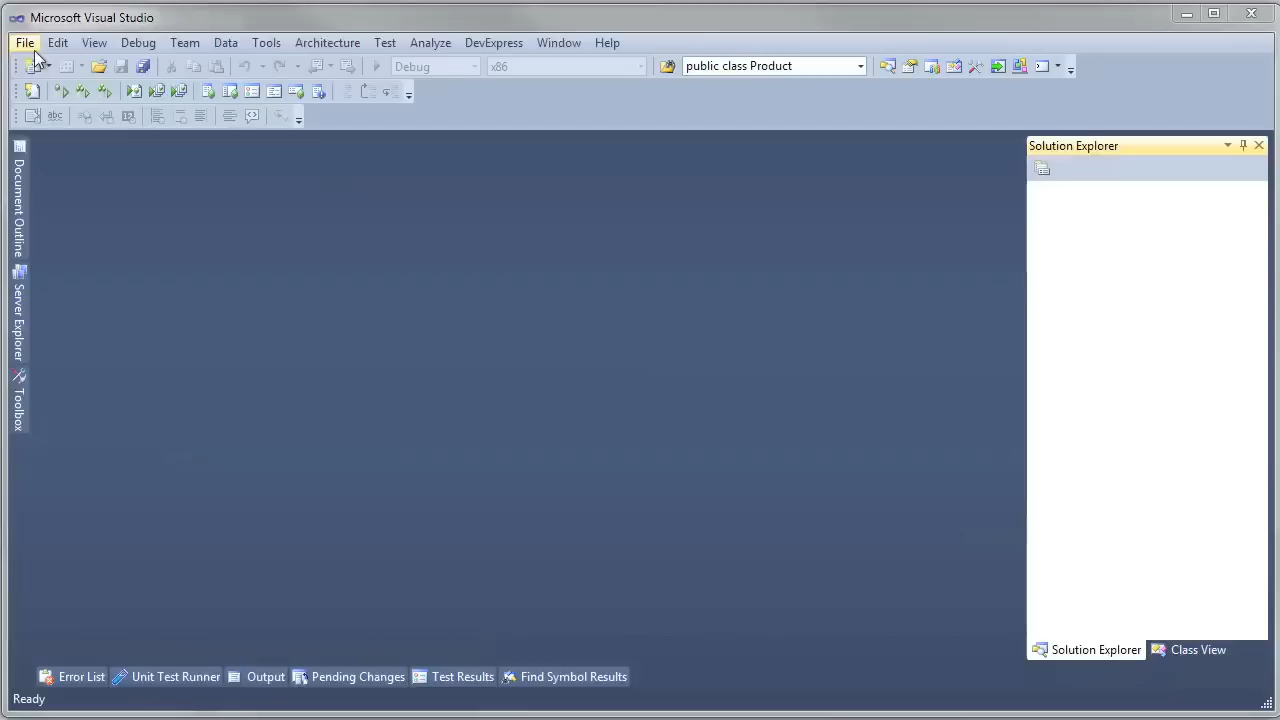 Microsoft Visual Studio
File Edit View Debug Team Data Tools Architecture Test Analyze DevExpress Window Help
Debug x86 public class Product
abc
Document Outline
Server Explorer
Toolbox
Solution Explorer
Solution Explorer Class View
Error List Unit Test Runner Output Pending Changes Test Results Find Symbol Results
Ready